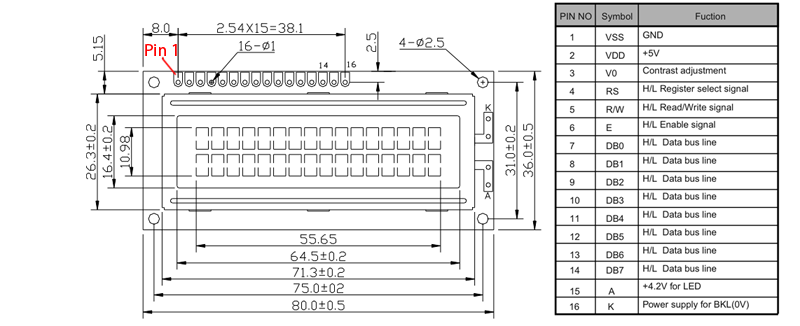 8.0
2.54X15=38.1
Pin 1
16-ϕ1
2.5
4-ϕ2.5
5.15
14
16
K
A
26.3±0.2
16.4±0.2
10.98
31.0±0.2
36.0±0.5
55.65
64.5±0.2
71.3±0.2
75.0±02
80.0±0.5
PIN NO Symbol Fuction
1 VSS GND
2 VDD +5V
3 V0 Contrast adjustment
4 RS H/L Register select signal
5 R/W H/L Read/Write signal
6 E H/L Enable signal
7 DB0 H/L Data bus line
8 DB1 H/L Data bus line
9 DB2 H/L Data bus line
10 DB3 H/L Data bus line
11 DB4 H/L Data bus line
12 DB5 H/L Data bus line
13 DB6 H/L Data bus line
14 DB7 H/L Data bus line
15 A +4.2V for LED
16 K Power supply for BKL(0V)